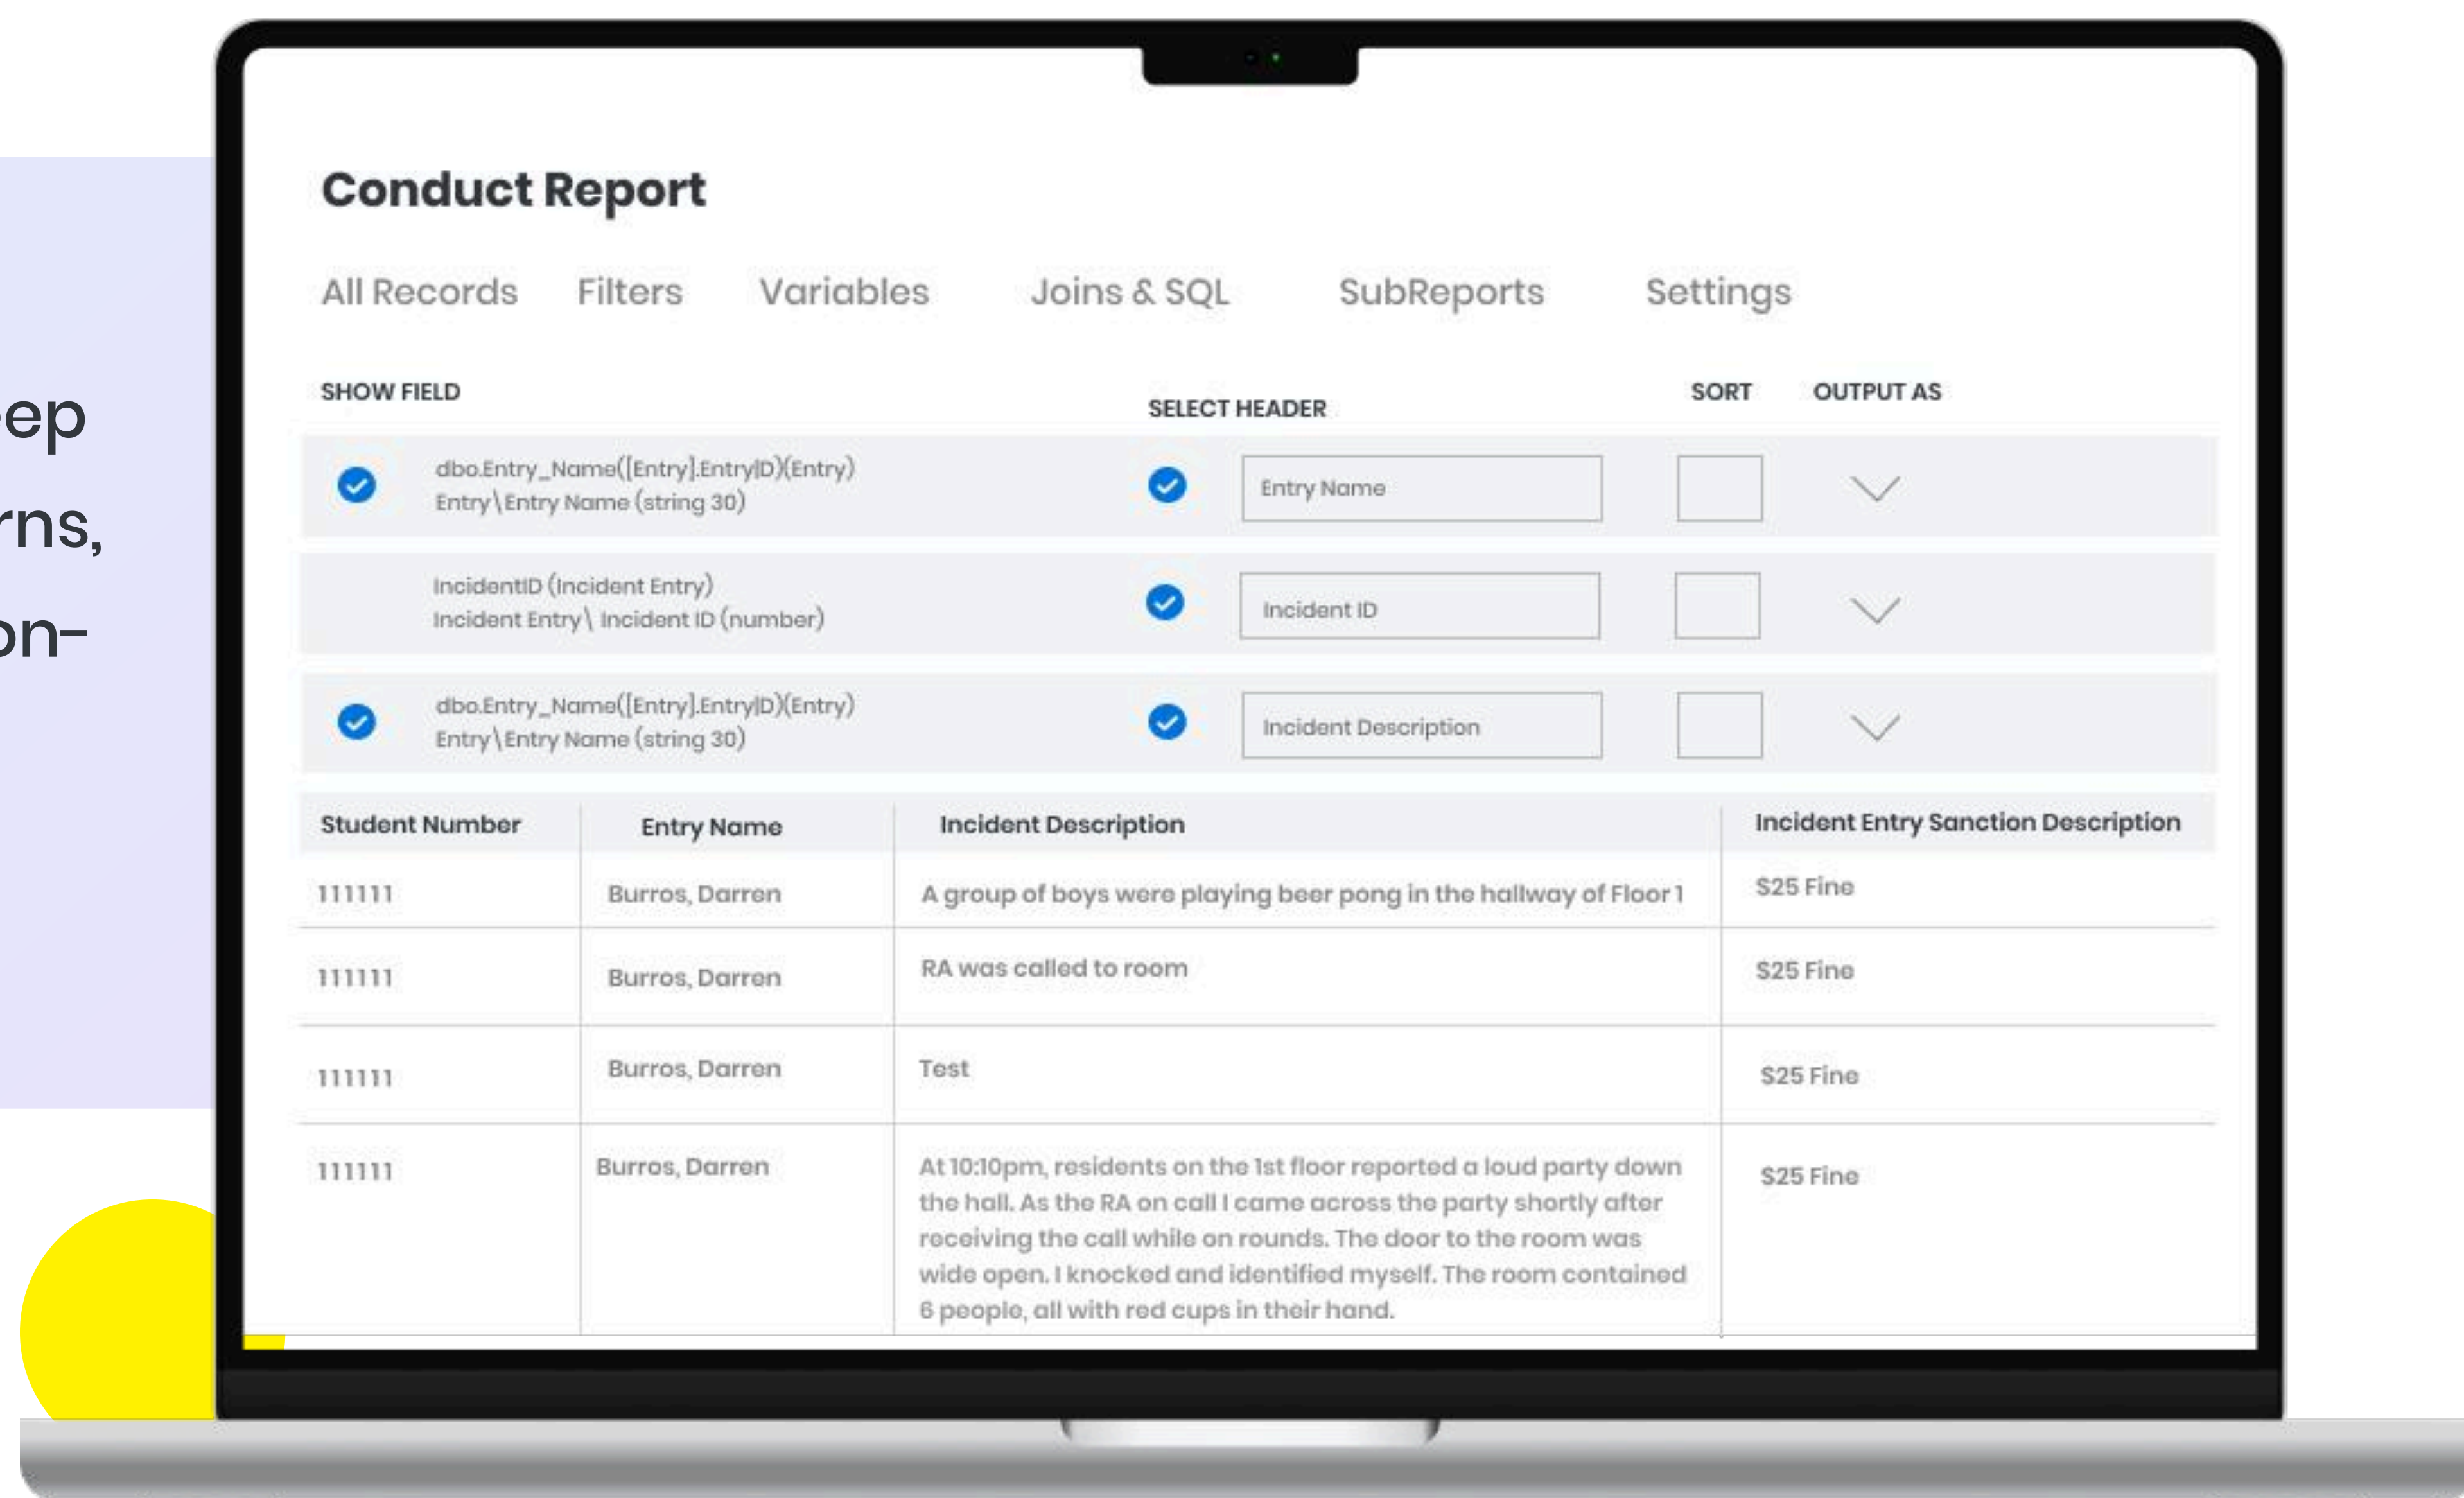 ep
rns,
on-
Conduct Report
All Records Filters Variables Joins & SQL SubReports Settings
SHOW FIELD SELECT HEADER SORT OUTPUT AS
dbo.Entry_Name([Entry].EntryID)(Entry)
Entry\Entry Name (string 30)
Entry Name
IncidentID (Incident Entry)
Incident Entry\ Incident ID (number)
Incident ID
dbo.Entry_Name([Entry].EntryID)(Entry)
Entry\Entry Name (string 30)
Incident Description
Student Number Entry Name Incident Description Incident Entry Sanction Description
111111 Burros, Darren A group of boys were playing beer pong in the hallway of Floor 1 $25 Fine
111111 Burros, Darren RA was called to room $25 Fine
111111 Burros, Darren Test $25 Fine
111111 Burros, Darren At 10:10pm, residents on the 1st floor reported a loud party down $25 Fine
the hall. As the RA on call I came across the party shortly after
receiving the call while on rounds. The door to the room was
wide open. I knocked and identified myself. The room contained
6 people, all with red cups in their hand.